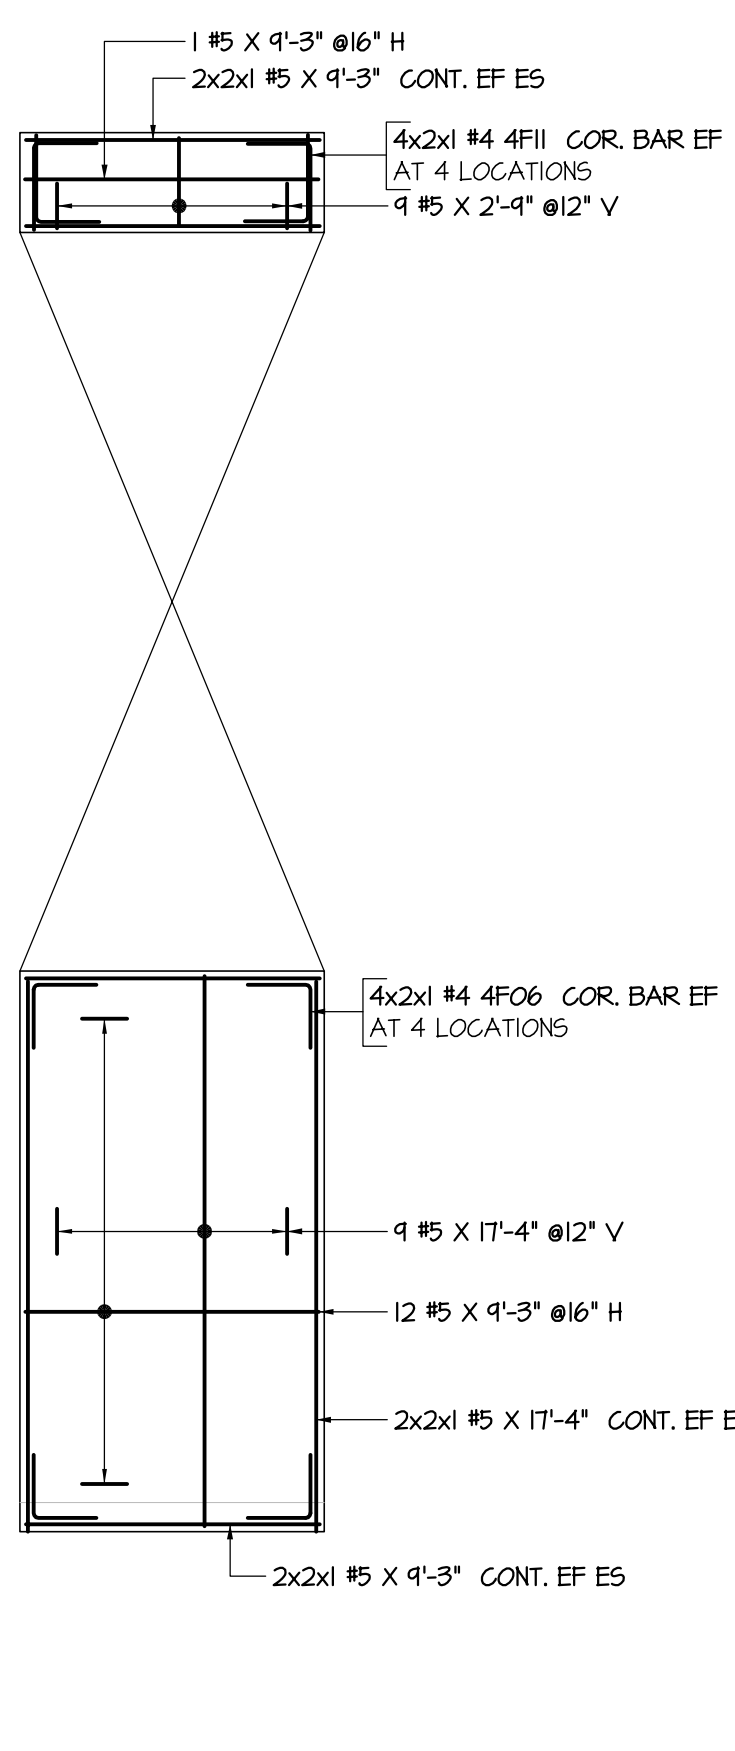 1 #5 X 9'-3" @16" H
2x2x1 #5 X 9'-3" CONT. EF ES
4x2x1 #4 4F11 COR. BAR EF
AT 4 LOCATIONS
9 #5 X 2'-9" @12" V
4x2x1 #4 4F06 COR. BAR EF
AT 4 LOCATIONS
9 #5 X 17'-4" @12" V
12 #5 X 9'-3" @16" H
2x2x1 #5 X 17'-4" CONT. EF E
2x2x1 #5 X 9'-3" CONT. EF ES